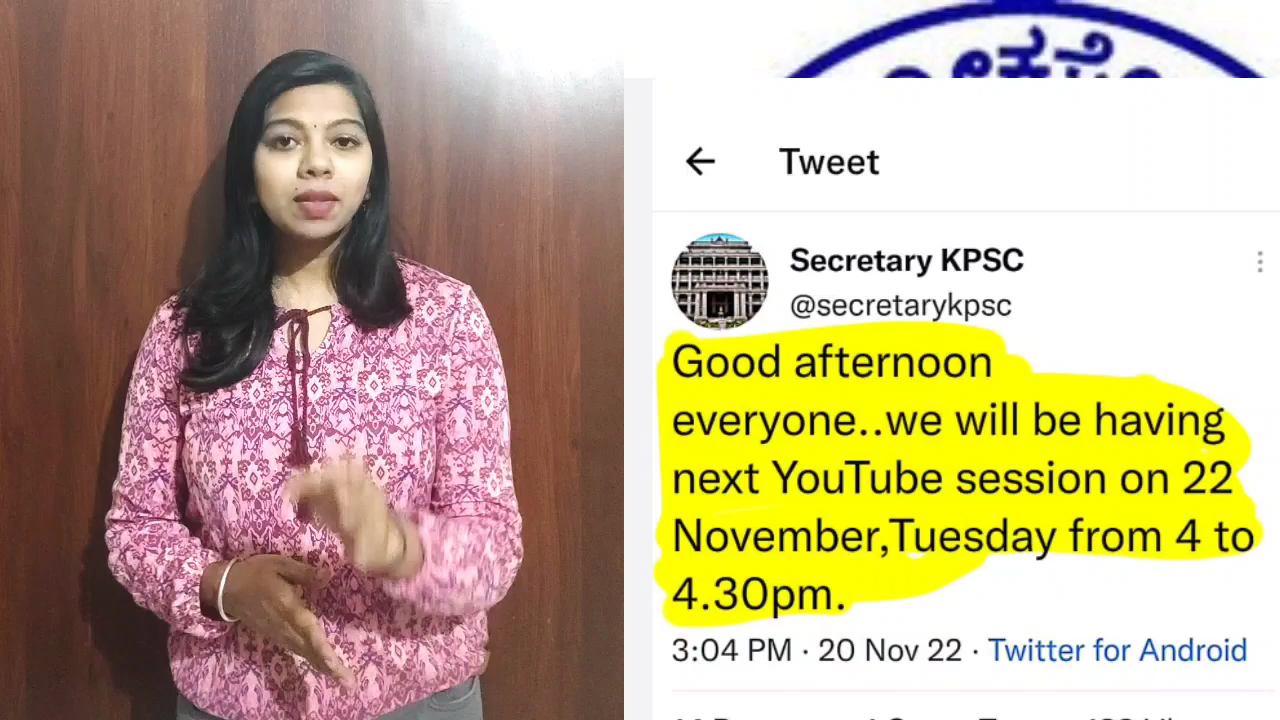 Tweet
Secretary KPSC
@secretarykpsc
Good afternoon
everyone..we will be having
next YouTube session on 22
November,Tuesday from 4 to
4.30pm.
3:04 PM · 20 Nov 22 · Twitter for Android